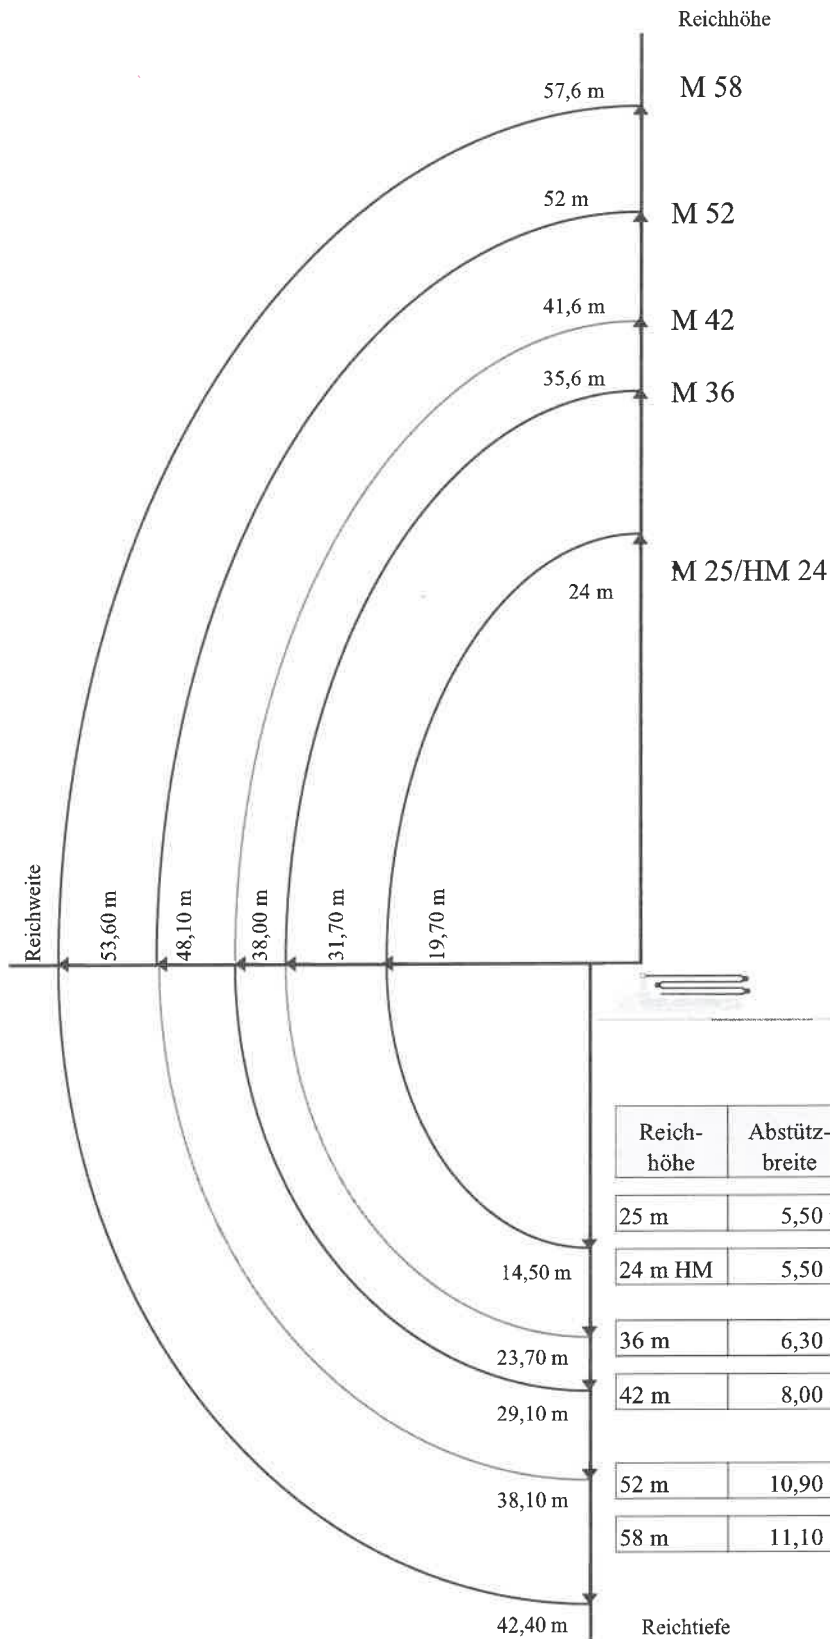 Reichhöhe
57,6 m
M 58
52 m
M 52
41,6 m
M 42
35,6 m
M 36
24 m
M 25/HM 24
Reichweite
53,60 m
48,10 m
38,00 m
31,70 m
19,70 m
Reich- Abstütz-
höhe breite
25 m 5,50
14,50 m
24 m HM 5,50
36 m 6,30
23,70 m
42 m 8,00
29,10 m
52 m 10,90
38,10 m
58 m 11,10
42,40 m
Reichtiefe